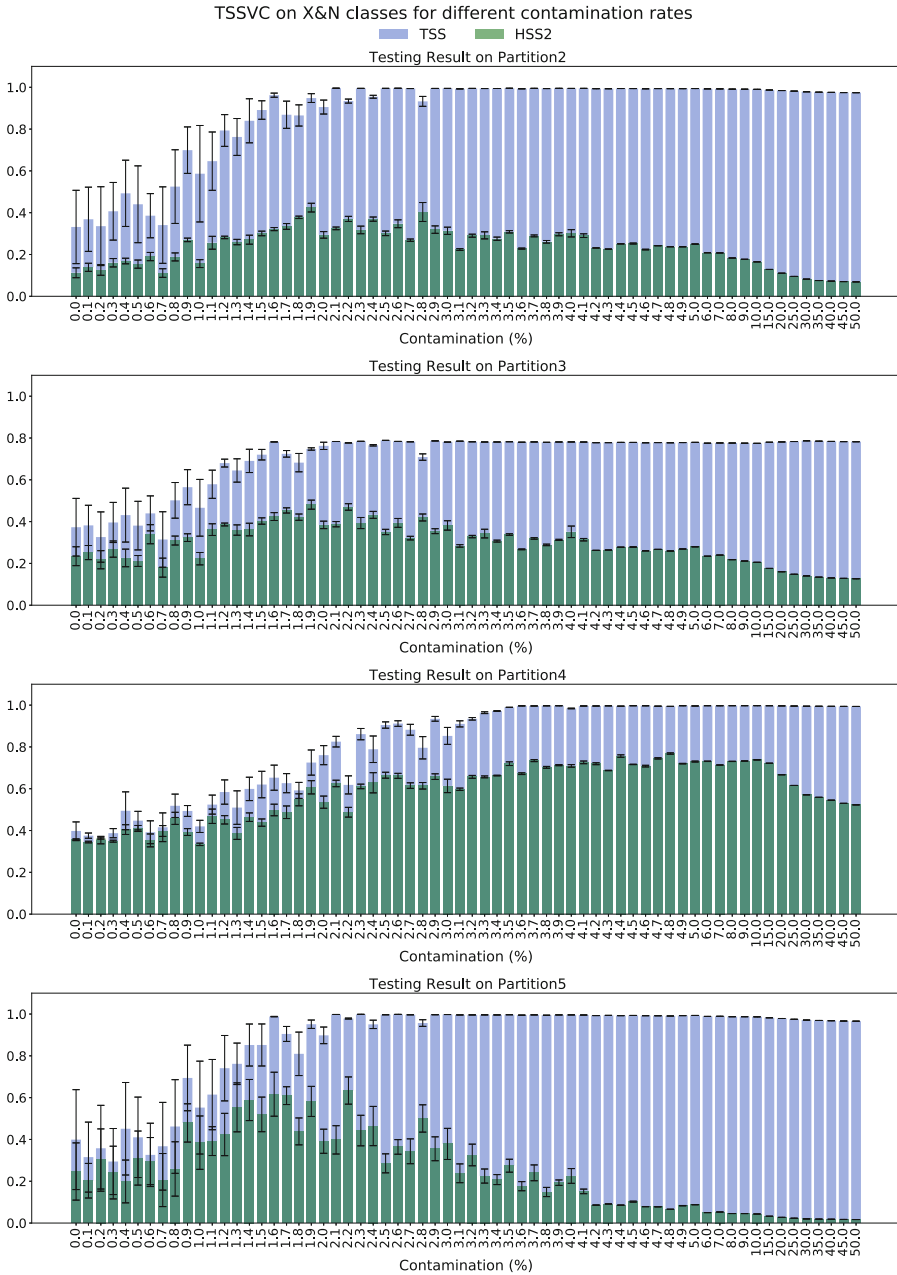 TSSVC on X&N classes for different contamination rates
TSS HSS2
Testing Result on Partition2
1.0
0.8
0.6
0.4
0.2
0.0
0.0 0.1 0.2 0.3 0.4 0.5 0.6 0.7 0.8 0.9 1.0 1.1 1.2 1.3 1.4 1.5 1.6 1.7 1.8 1.9 2.0 2.1 2.2 2.3 2.4 2.5 2.6 2.7 2.8 2.9 3.0 3.1 3.2 3.3 3.4 3.5 3.6 3.7 3.8 3.9 4.0 4.1 4.2 4.3 4.4 4.5 4.6 4.7 4.8 4.9 5.0 6.0 7.0 8.0 9.0 10.0 15.0 20.0 25.0 30.0 35.0 40.0 45.0 50.0
Contamination (%)
Testing Result on Partition3
1.0
0.8
0.6
0.4
0.2
0.0
0.0 0.1 0.2 0.3 0.4 0.5 0.6 0.7 0.8 0.9 1.0 1.1 1.2 1.3 1.4 1.5 1.6 1.7 1.8 1.9 2.0 2.1 2.2 2.3 2.4 2.5 2.6 2.7 2.8 2.9 3.0 3.1 3.2 3.3 3.4 3.5 3.6 3.7 3.8 3.9 4.0 4.1 4.2 4.3 4.4 4.5 4.6 4.7 4.8 4.9 5.0 6.0 7.0 8.0 9.0 10.0 15.0 20.0 25.0 30.0 35.0 40.0 45.0 50.0
Contamination (%)
Testing Result on Partition4
1.0
0.8
0.6
0.4
0.2
0.0
0.0 0.1 0.2 0.3 0.4 0.5 0.6 0.7 0.8 0.9 1.0 1.1 1.2 1.3 1.4 1.5 1.6 1.7 1.8 1.9 2.0 2.1 2.2 2.3 2.4 2.5 2.6 2.7 2.8 2.9 3.0 3.1 3.2 3.3 3.4 3.5 3.6 3.7 3.8 3.9 4.0 4.1 4.2 4.3 4.4 4.5 4.6 4.7 4.8 4.9 5.0 6.0 7.0 8.0 9.0 10.0 15.0 20.0 25.0 30.0 35.0 40.0 45.0 50.0
Contamination (%)
Testing Result on Partition5
1.0
0.8
0.6
0.4
0.2
0.0
0.0 0.1 0.2 0.3 0.4 0.5 0.6 0.7 0.8 0.9 1.0 1.1 1.2 1.3 1.4 1.5 1.6 1.7 1.8 1.9 2.0 2.1 2.2 2.3 2.4 2.5 2.6 2.7 2.8 2.9 3.0 3.1 3.2 3.3 3.4 3.5 3.6 3.7 3.8 3.9 4.0 4.1 4.2 4.3 4.4 4.5 4.6 4.7 4.8 4.9 5.0 6.0 7.0 8.0 9.0 10.0 15.0 20.0 25.0 30.0 35.0 40.0 45.0 50.0
Contamination (%)